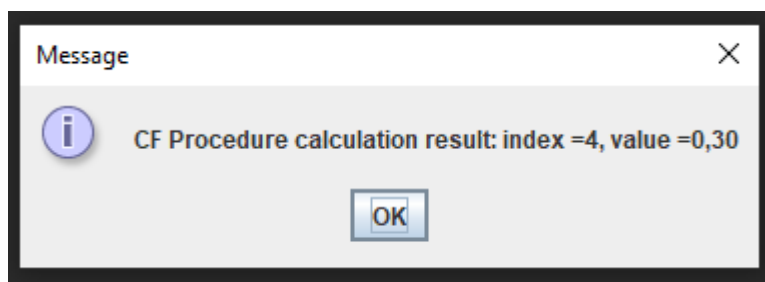 Message
CF Procedure calculation result: index =4, value =0,30
OK